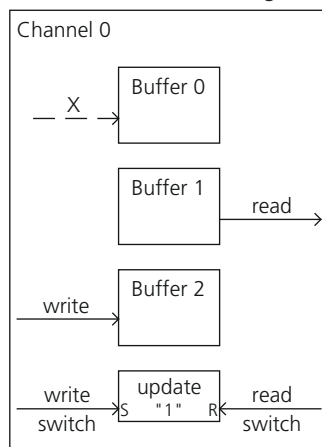 Channel 0
X
Buffer 0
Buffer 1
read
Buffer 2
write
write
switch
update
S "1" R
read
switch